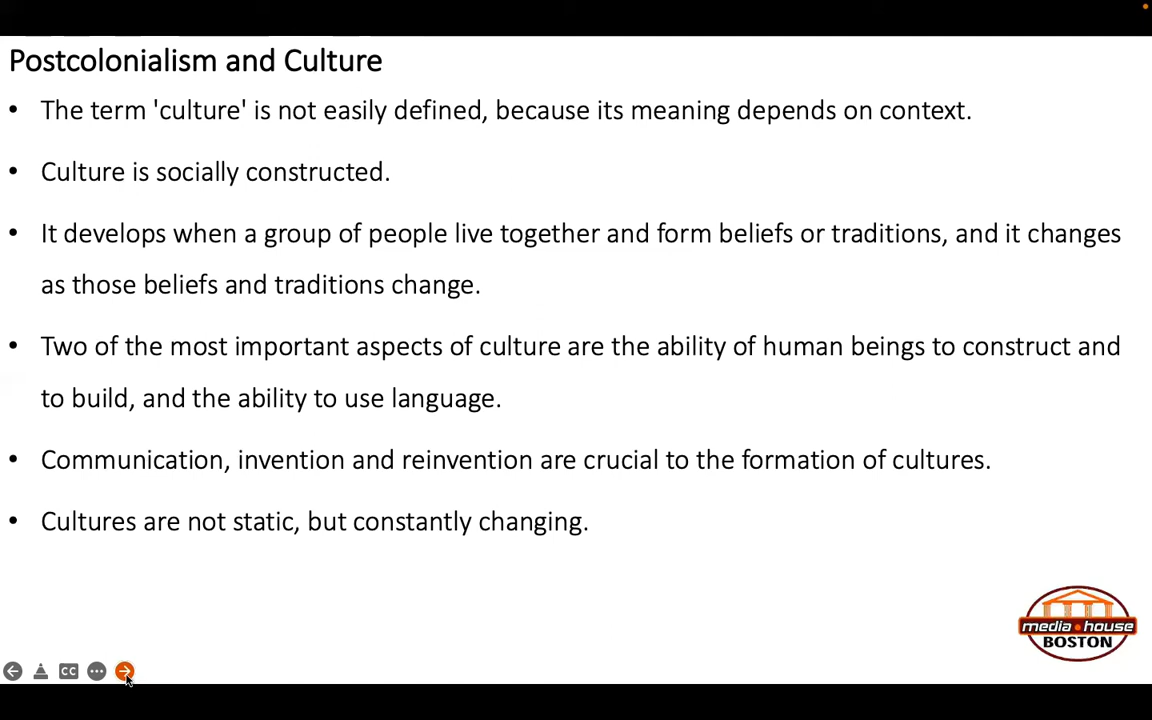 Postcolonialism and Culture
• The term 'culture' is not easily defined, because its meaning depends on context.
• Culture is socially constructed.
• It develops when a group of people live together and form beliefs or traditions, and it changes
as those beliefs and traditions change.
• Two of the most important aspects of culture are the ability of human beings to construct and
to build, and the ability to use language.
• Communication, invention and reinvention are crucial to the formation of cultures.
• Cultures are not static, but constantly changing.
media•house
BOSTON
CC